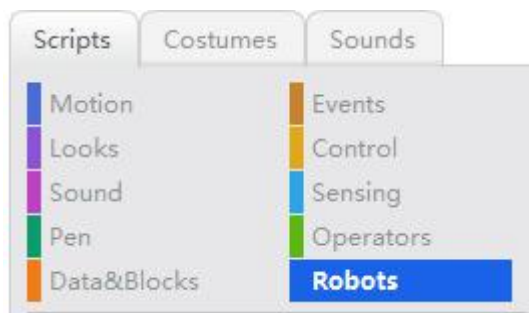 Scripts Costumes Sounds
Motion Events
Looks Control
Sound Sensing
Pen Operators
Data&Blocks Robots